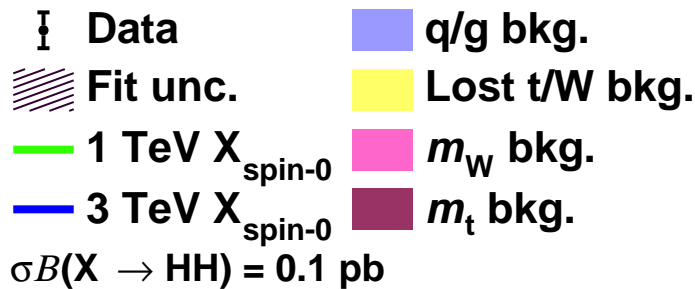 Data q/g bkg.
Fit unc. Lost t/W bkg.
1 TeV X_spin-0 m_W bkg.
3 TeV X_spin-0 m_t bkg.
σB(X → HH) = 0.1 pb